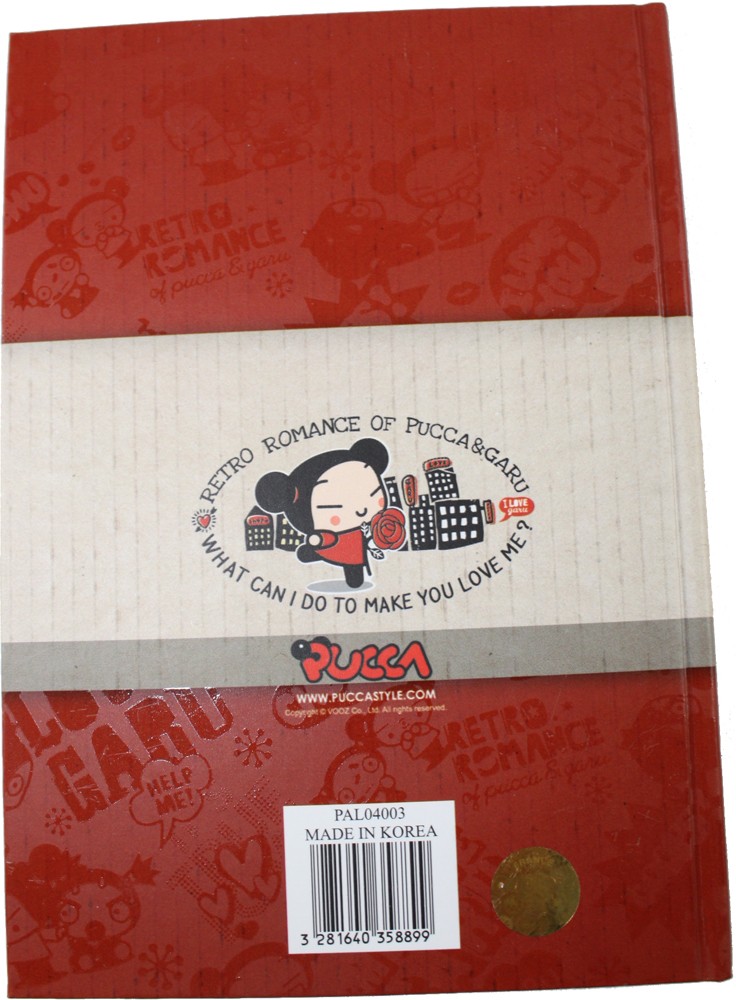 RETRO
ROMANCE
of pucca & garu
RETRO ROMANCE OF PUCCA&GARU
LOVE
GARU
I LOVE
garu
WHAT CAN I DO TO MAKE YOU LOVE ME?
PUCCA
WWW.PUCCASTYLE.COM
Copyright © VOOZ Co., Ltd. All rights reserved.
GARU
HELP
ME!
RETRO
ROMANCE
of pucca & garu
PAL04003
MADE IN KOREA
3 281640 358899